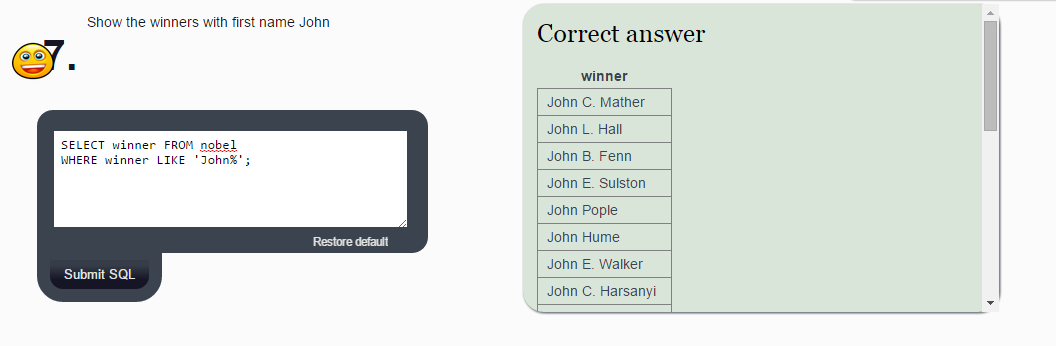 Show the winners with first name John
7.
SELECT winner FROM nobel
WHERE winner LIKE 'John%';
Restore default
Submit SQL
Correct answer
winner
John C. Mather
John L. Hall
John B. Fenn
John E. Sulston
John Pople
John Hume
John E. Walker
John C. Harsanyi